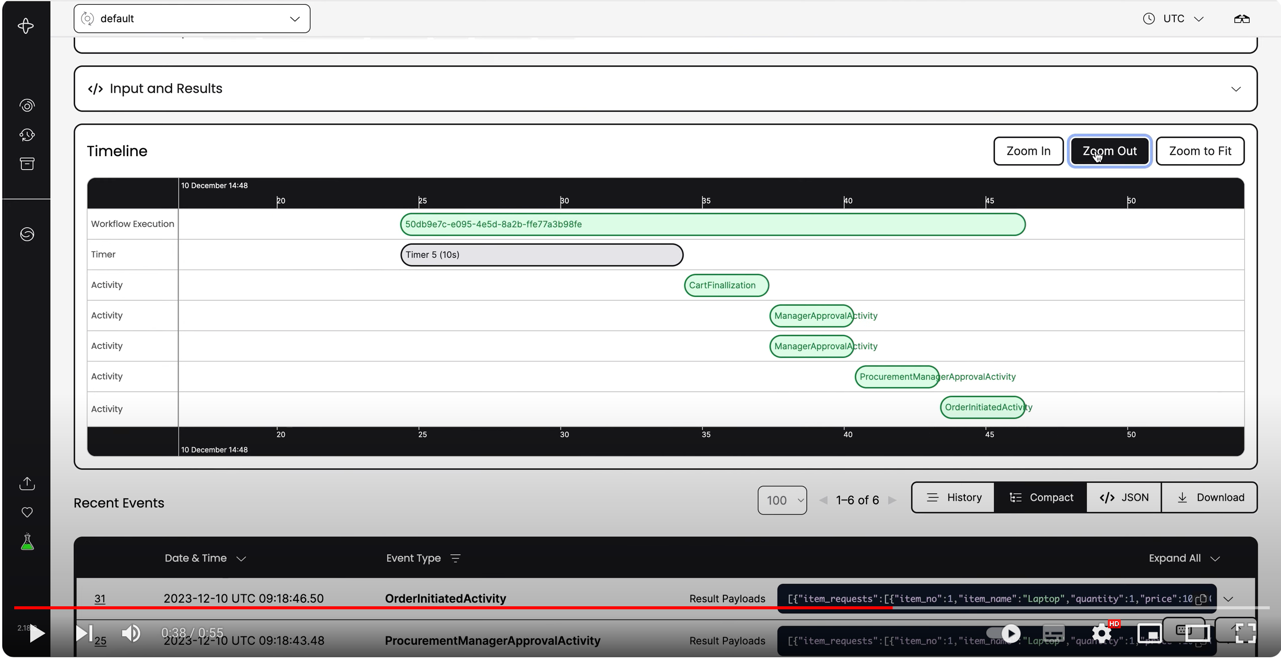 default
UTC
Input and Results
Timeline
Zoom In
Zoom Out
Zoom to Fit
10 December 14:48
20 25 30 35 40 45 50
Workflow Execution 50db9e7c-e095-4e5d-8a2b-ffe77a3b98fe
Timer Timer 5 (10s)
Activity CartFinallization
Activity ManagerApprovalActivity
Activity ManagerApprovalActivity
Activity ProcurementManagerApprovalActivity
Activity OrderInitiatedActivity
20 25 30 35 40 45 50
10 December 14:48
Recent Events
100
1–6 of 6
History
Compact
JSON
Download
Date & Time
Event Type
Expand All
31 2023-12-10 UTC 09:18:46.50 OrderInitiatedActivity Result Payloads [{"item_requests":[{"item_no":1,"item_name":"Laptop","quantity":1,"price":10
HD
0:38 / 0:55
25 2023-12-10 UTC 09:18:43.48 ProcurementManagerApprovalActivity Result Payloads [{"item_requests":[{"item_no":1,"item_name":"Laptop",